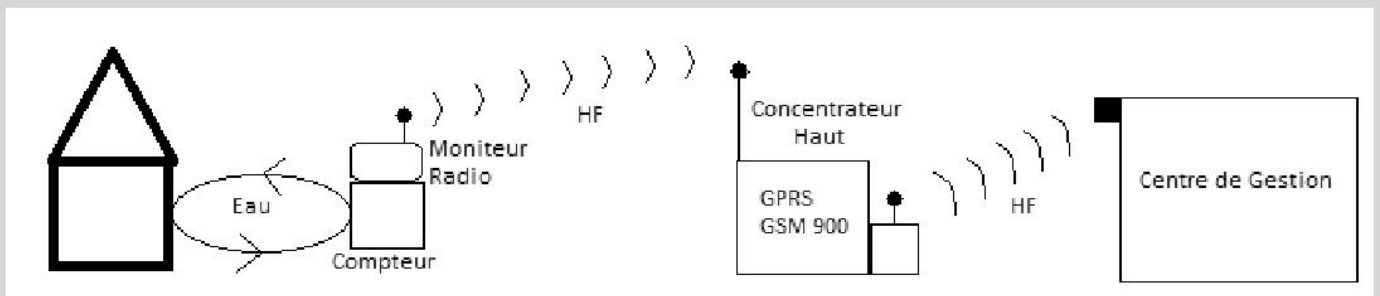 Eau
Moniteur
Radio
Compteur
HF
Concentrateur
Haut
GPRS
GSM 900
HF
Centre de Gestion